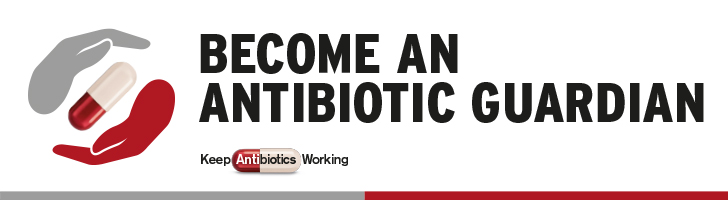 BECOME AN
ANTIBIOTIC GUARDIAN
Keep Antibiotics Working